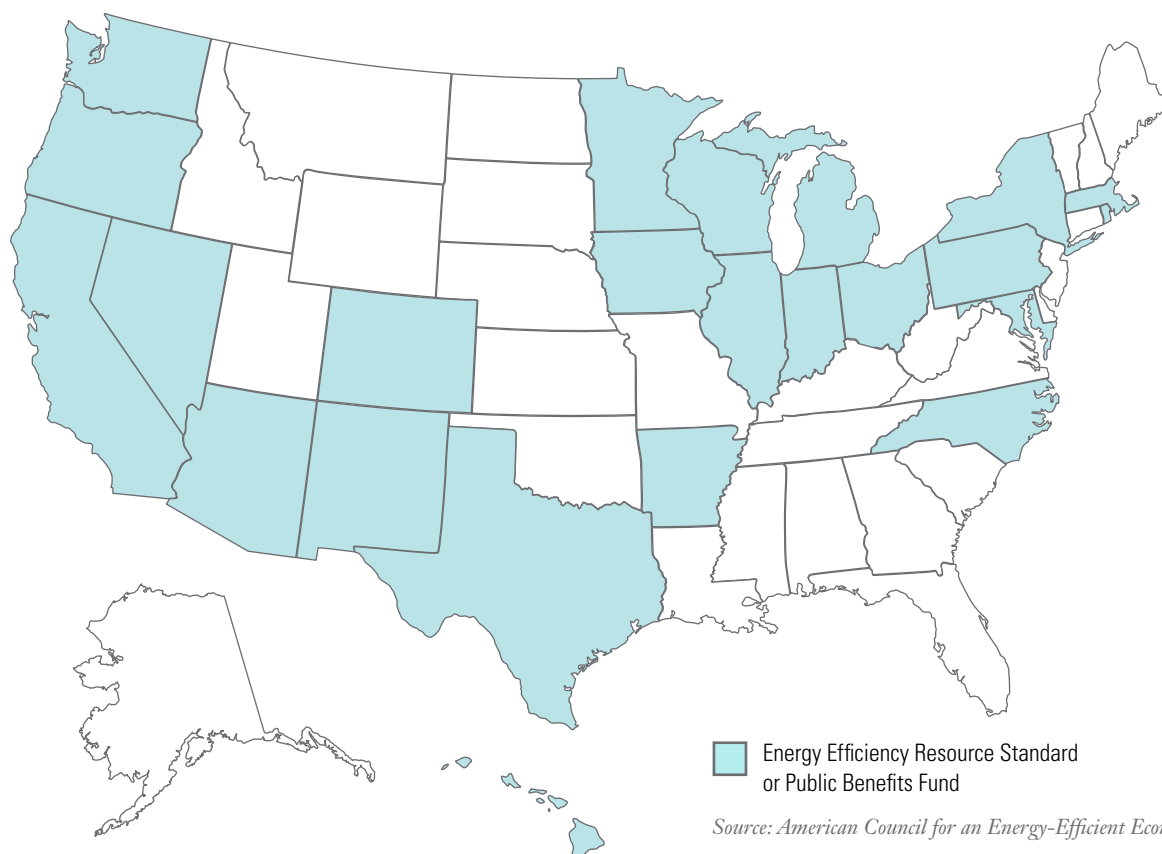 Energy Efficiency Resource Standard
or Public Benefits Fund
Source: American Council for an Energy-Efficient